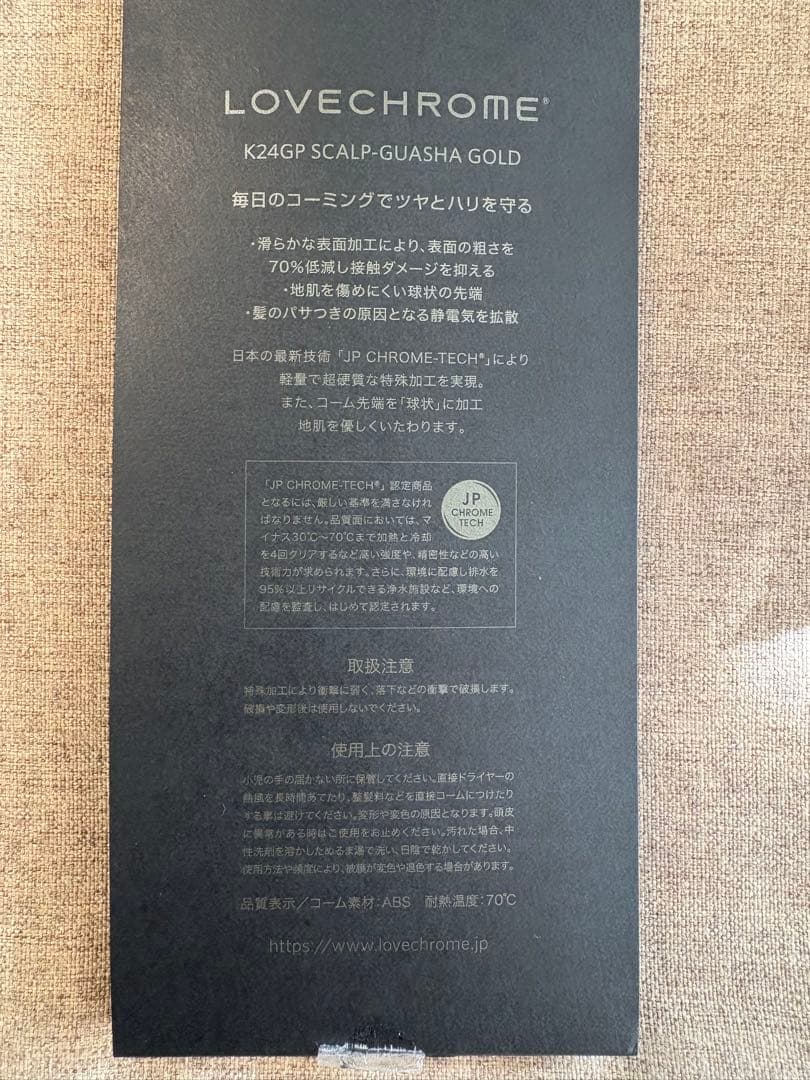 LOVECHROME®
K24GP SCALP-GUASHA GOLD
毎日のコーミングでツヤとハリを守る
・滑らかな表面加工により、表面の粗さを
70%低減し接触ダメージを抑える
・地肌を傷めにくい球状の先端
・髪のパサつきの原因となる静電気を拡散
日本の最新技術「JP CHROME-TECH®」により
軽量で超硬質な特殊加工を実現。
また、コーム先端を「球状」に加工
地肌を優しくいたわります。
「JP CHROME-TECH®」認定商品
となるには、厳しい基準を満さなけれ
ばなりません。品質面においては、マ
イナス30℃〜70℃まで加熱と冷却
を4回クリアするなど高い強度や、精密性などの高い
技術力が求められます。さらに、環境に配慮し排水を
95%以上リサイクルできる浄水施設など、環境への
配慮を監査し、はじめて認定されます。
JP
CHROME
TECH
取扱注意
特殊加工により衝撃に弱く、落下などの衝撃で破損します。
破損や変形後は使用しないでください。
使用上の注意
小児の手の届かない所に保管してください。直接ドライヤーの
熱風を長時間あてたり、整髪料などを直接コームにつけたり
する事は避けてください。変形や変色の原因となります。頭皮
に異常がある時はご使用をお止めください。汚れた場合、中
性洗剤を溶かしたぬるま湯で洗い、日陰で乾かしてください。
使用方法や頻度により、被膜が変色や退色する場合があります。
品質表示／コーム素材：ABS 耐熱温度：70℃
https://www.lovechrome.jp